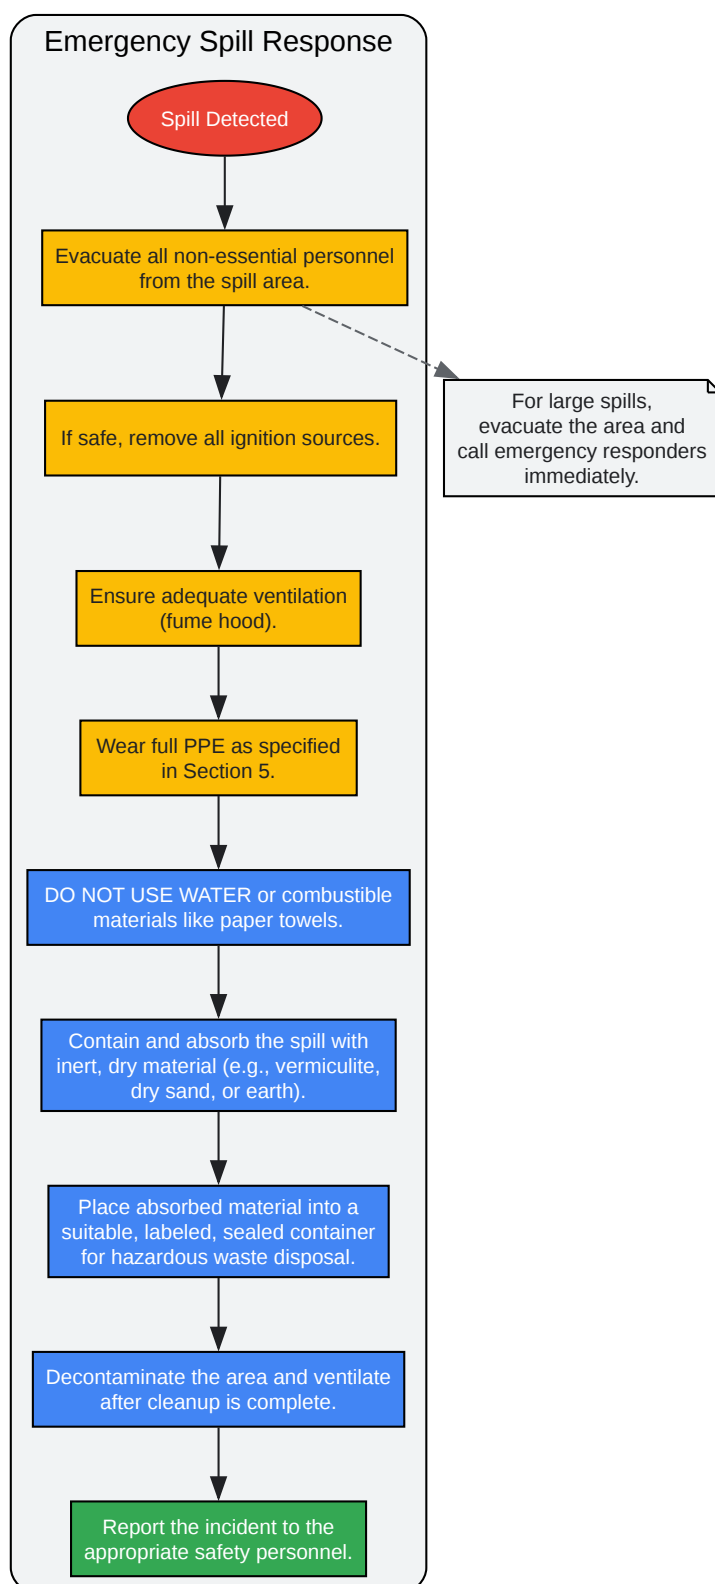 Emergency Spill Response
Spill Detected
Evacuate all non-essential personnel
from the spill area.
If safe, remove all ignition sources.
For large spills,
evacuate the area and
call emergency responders
immediately.
Ensure adequate ventilation
(fume hood).
Wear full PPE as specified
in Section 5.
DO NOT USE WATER or combustible
materials like paper towels.
Contain and absorb the spill with
inert, dry material (e.g., vermiculite,
dry sand, or earth).
Place absorbed material into a
suitable, labeled, sealed container
for hazardous waste disposal.
Decontaminate the area and ventilate
after cleanup is complete.
Report the incident to the
appropriate safety personnel.